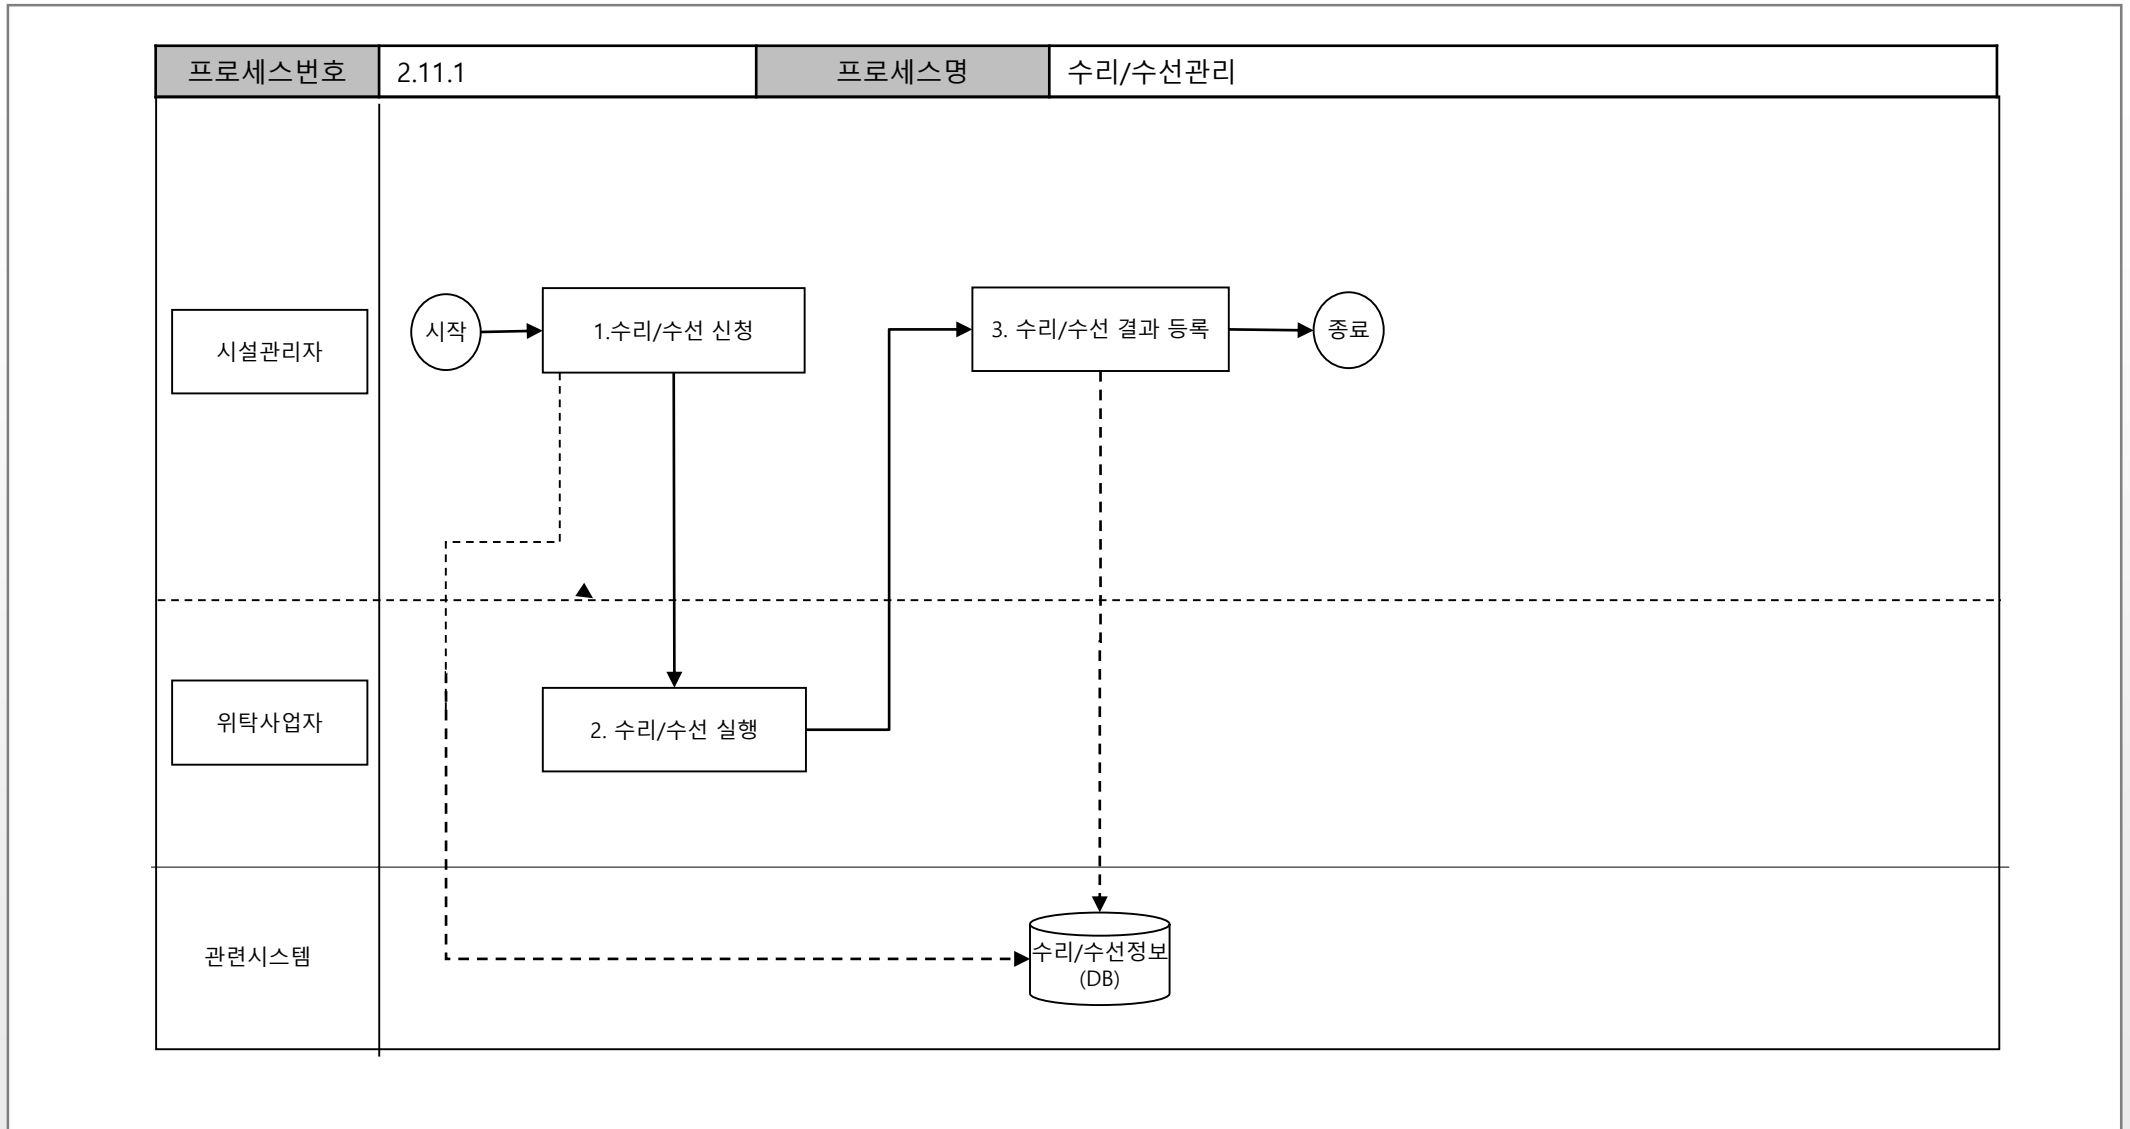 프로세스번호
2.11.1
프로세스명
수리/수선관리
시설관리자
시작
1.수리/수선 신청
3. 수리/수선 결과 등록
종료
위탁사업자
2. 수리/수선 실행
관련시스템
수리/수선정보
(DB)